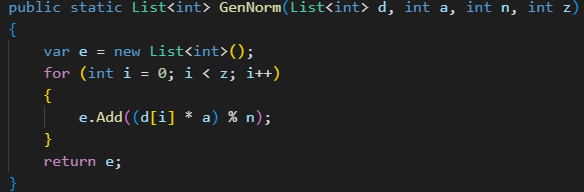 public static List<int> GenNorm(List<int> d, int a, int n, int z)
{
    var e = new List<int>();
    for (int i = 0; i < z; i++)
    {
        e.Add((d[i] * a) % n);
    }
    return e;
}